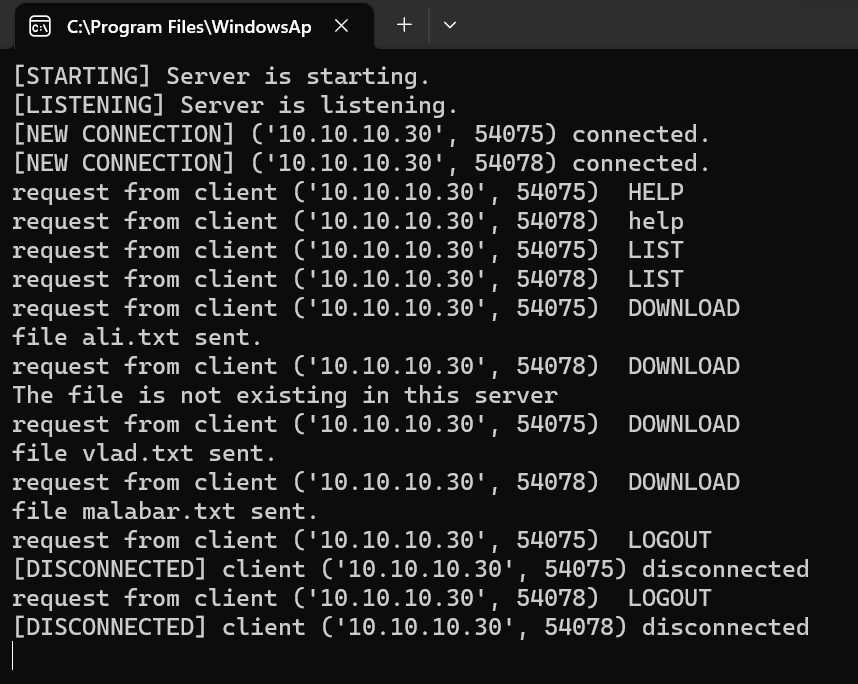 C:\Program Files\WindowsAp
[STARTING] Server is starting.
[LISTENING] Server is listening.
[NEW CONNECTION] ('10.10.10.30', 54075) connected.
[NEW CONNECTION] ('10.10.10.30', 54078) connected.
request from client ('10.10.10.30', 54075)  HELP
request from client ('10.10.10.30', 54078)  help
request from client ('10.10.10.30', 54075)  LIST
request from client ('10.10.10.30', 54078)  LIST
request from client ('10.10.10.30', 54075)  DOWNLOAD
file ali.txt sent.
request from client ('10.10.10.30', 54078)  DOWNLOAD
The file is not existing in this server
request from client ('10.10.10.30', 54075)  DOWNLOAD
file vlad.txt sent.
request from client ('10.10.10.30', 54078)  DOWNLOAD
file malabar.txt sent.
request from client ('10.10.10.30', 54075)  LOGOUT
[DISCONNECTED] client ('10.10.10.30', 54075) disconnected
request from client ('10.10.10.30', 54078)  LOGOUT
[DISCONNECTED] client ('10.10.10.30', 54078) disconnected